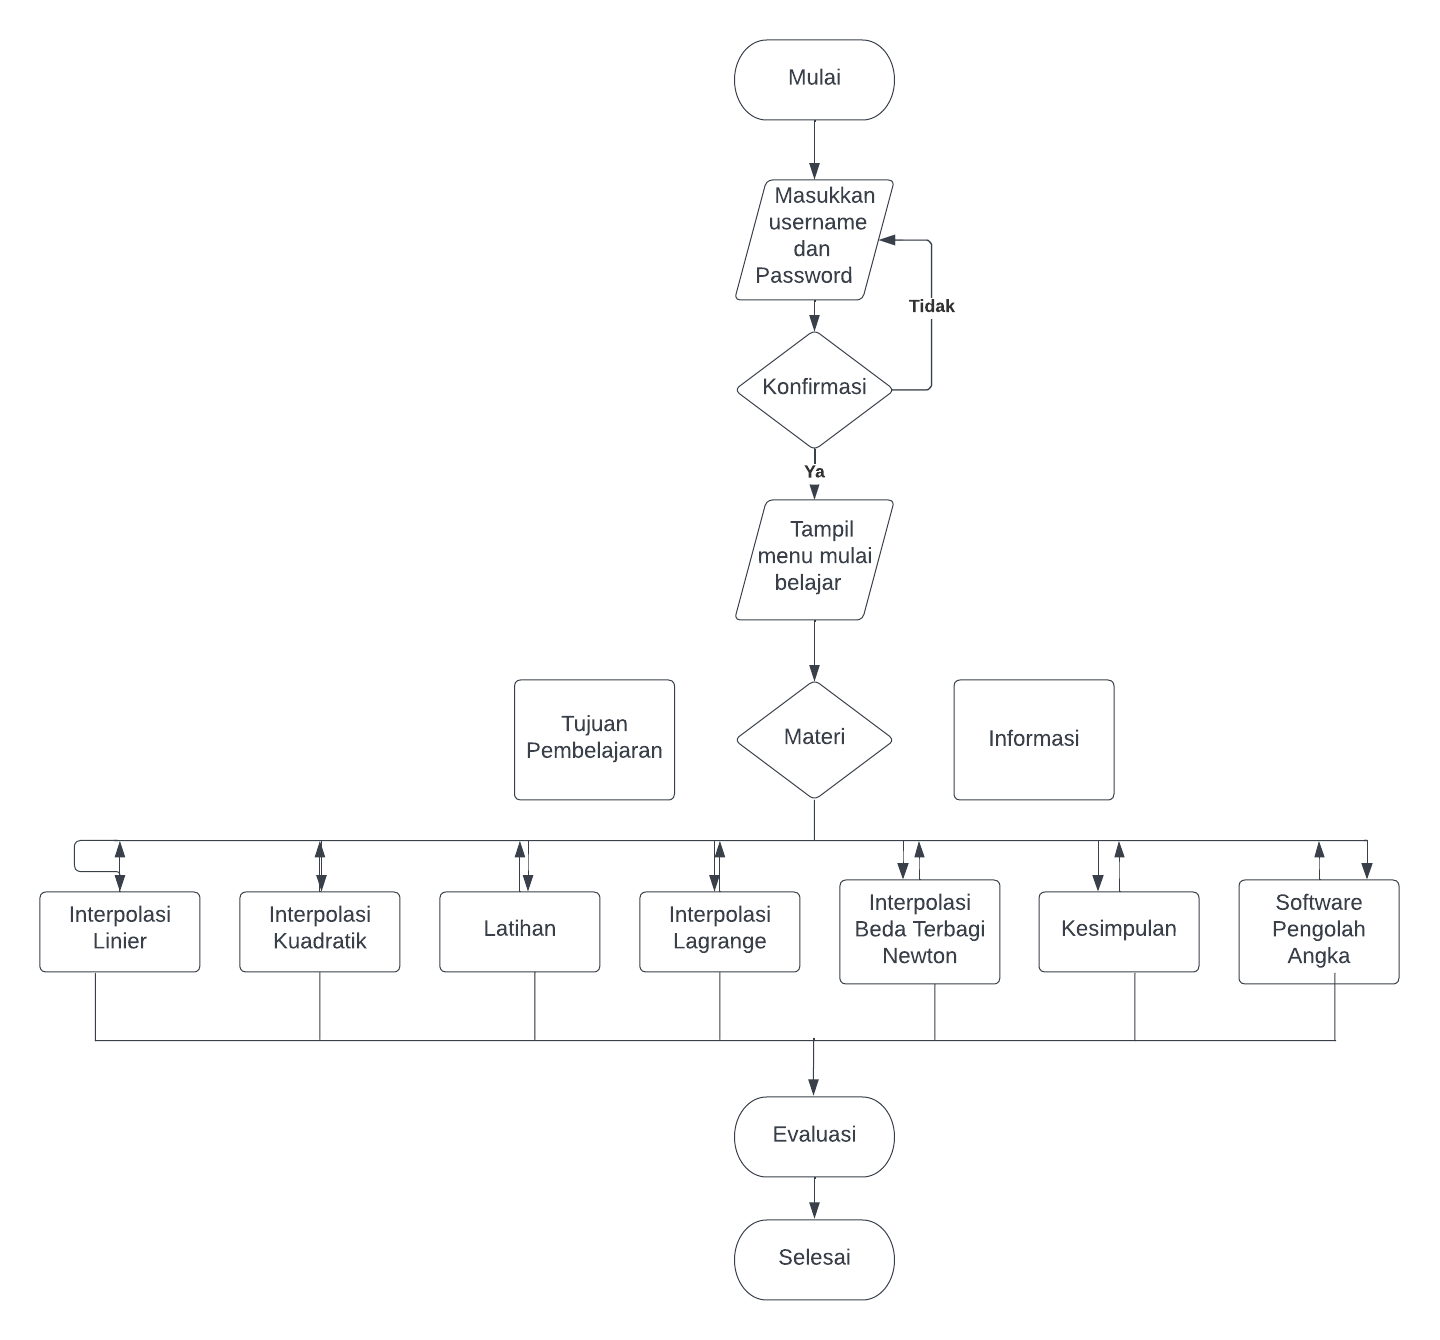 Mulai
Masukkan
username
dan
Password
Tidak
Konfirmasi
Ya
Tampil
menu mulai
belajar
Tujuan
Pembelajaran
Materi
Informasi
Interpolasi
Linier
Interpolasi
Kuadratik
Latihan
Interpolasi
Lagrange
Interpolasi
Beda Terbagi
Newton
Kesimpulan
Software
Pengolah
Angka
Evaluasi
Selesai